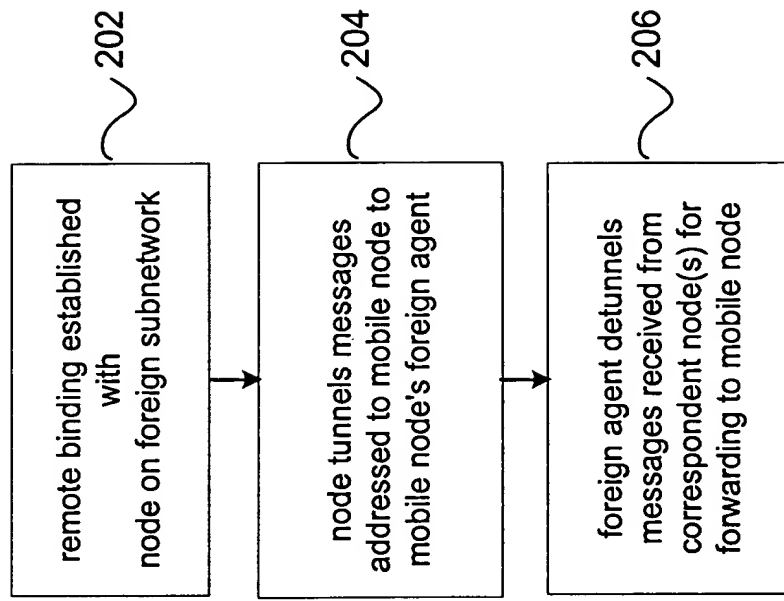 remote binding established
with
node on foreign subnetwork
202
node tunnels messages
addressed to mobile node to
mobile node's foreign agent
204
foreign agent detunnels
messages received from
correspondent node(s) for
forwarding to mobile node
206